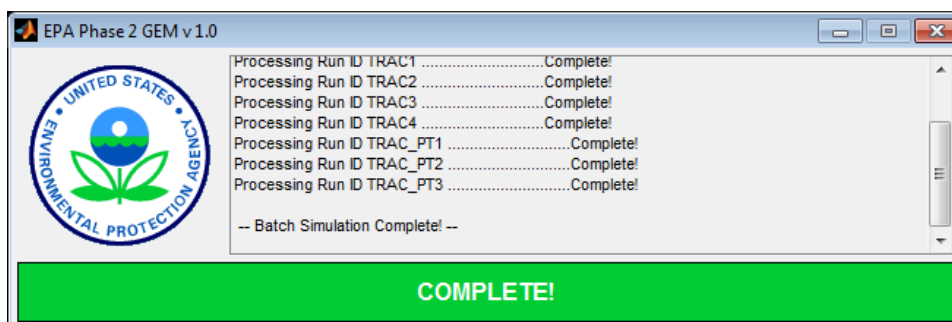 EPA Phase 2 GEM v 1.0
UNITED STATES
ENVIRONMENTAL PROTECTION AGENCY
Processing Run ID TRAC1 ............................Complete!
Processing Run ID TRAC2 ............................Complete!
Processing Run ID TRAC3 ............................Complete!
Processing Run ID TRAC4 ............................Complete!
Processing Run ID TRAC_PT1 ............................Complete!
Processing Run ID TRAC_PT2 ............................Complete!
Processing Run ID TRAC_PT3 ............................Complete!
-- Batch Simulation Complete! --
COMPLETE!